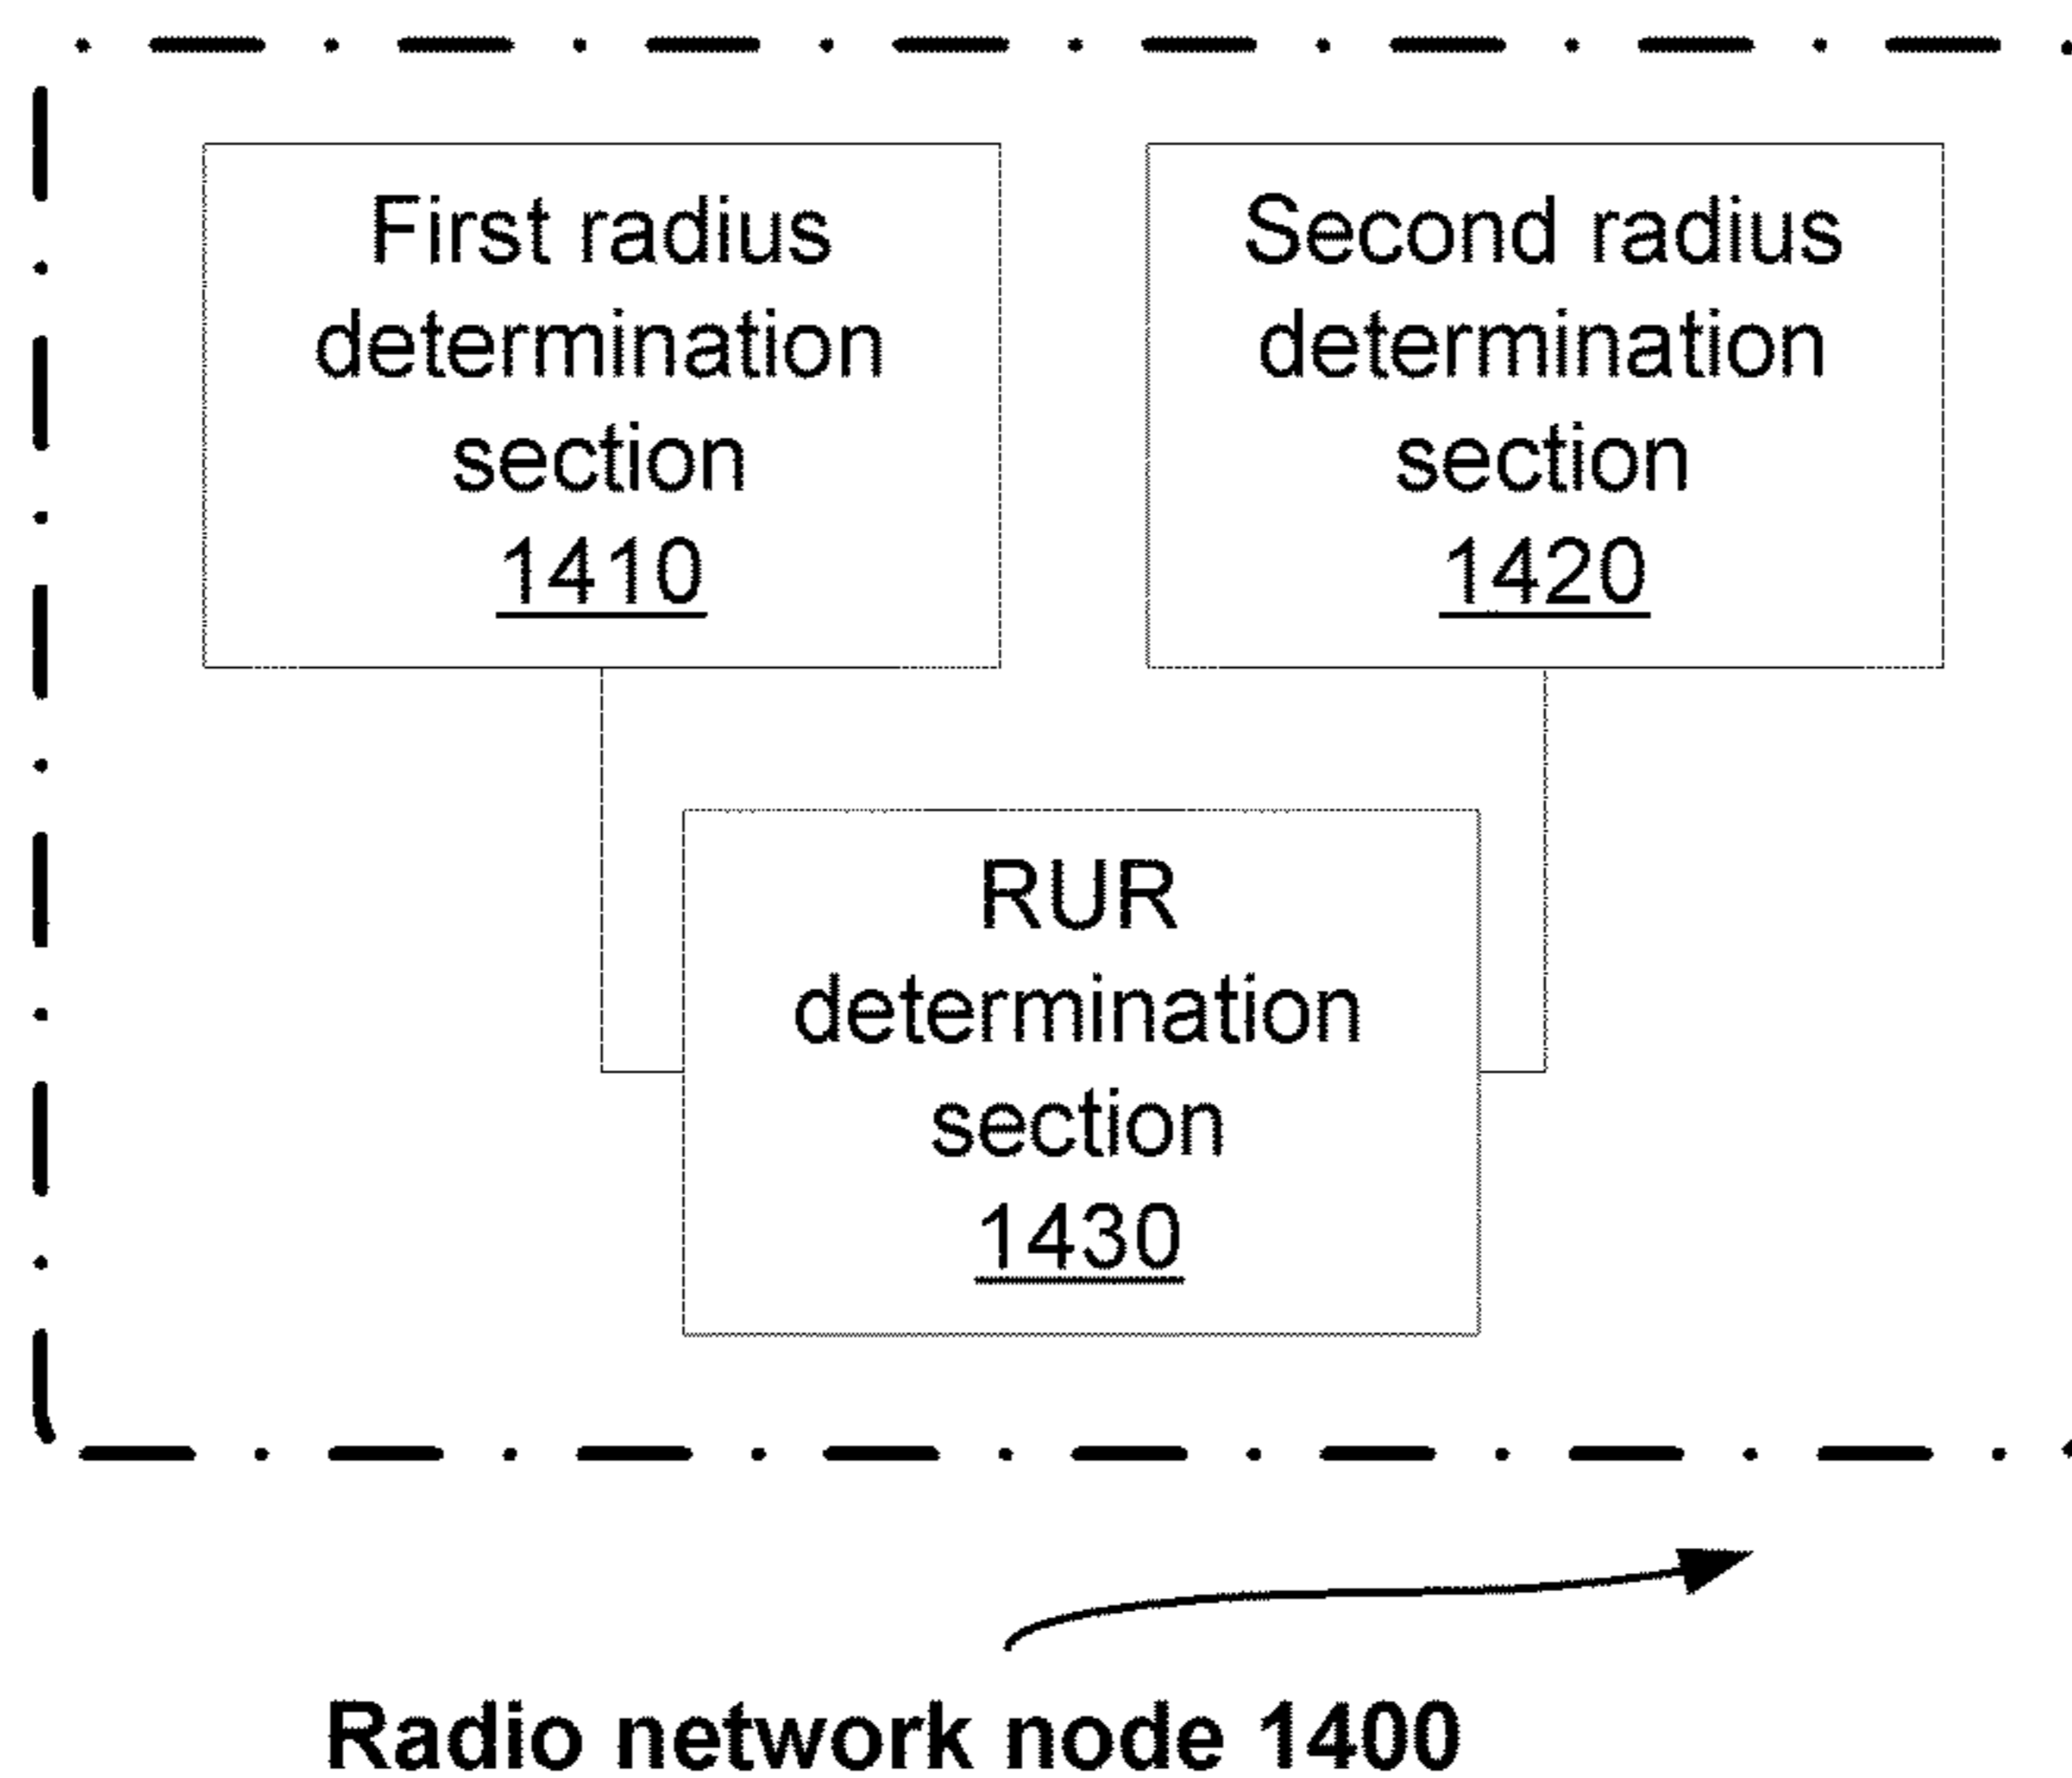 First radius
determination
section
1410
Second radius
determination
section
1420
RUR
determination
section
1430
Radio network node 1400